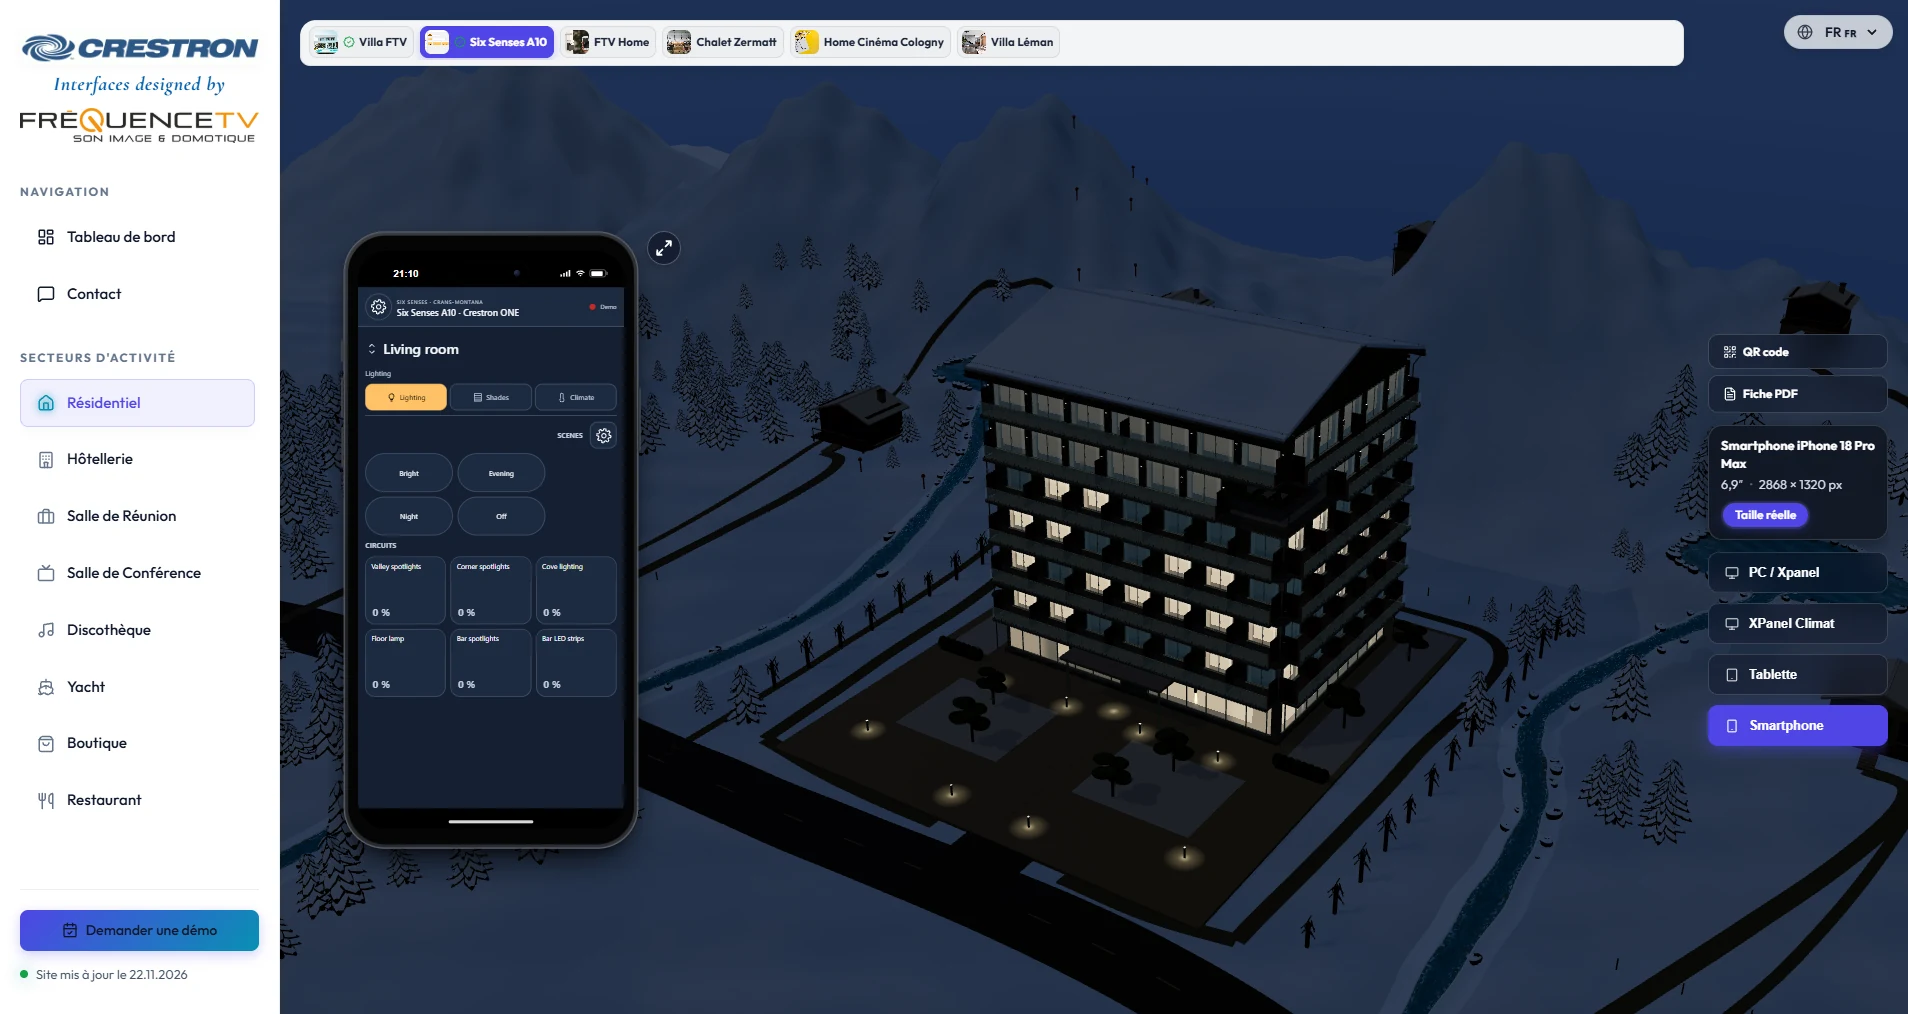 CRESTRON
Interfaces designed by
FRÉQUENCETV
SON IMAGE & DOMOTIQUE
NAVIGATION
Tableau de bord
Contact
SECTEURS D'ACTIVITÉ
Résidentiel
Hôtellerie
Salle de Réunion
Salle de Conférence
Discothèque
Yacht
Boutique
Restaurant
Demander une démo
Site mis à jour le 22.11.2026
Villa FTV
Six Senses A10
FTV Home
Chalet Zermatt
Home Cinéma Cologny
Villa Léman
FR FR
21:10
SIX SENSES - CRANS-MONTANA
Six Senses A10 - Crestron ONE
Demo
Living room
Lighting
Lighting
Shades
Climate
SCENES
Bright
Evening
Night
Off
CIRCUITS
Valley spotlights
Corner spotlights
Cove lighting
0 %
0 %
0 %
Floor lamp
Bar spotlights
Bar LED strips
0 %
0 %
0 %
QR code
Fiche PDF
Smartphone iPhone 18 Pro
Max
6,9" · 2868 × 1320 px
Taille réelle
PC / Xpanel
XPanel Climat
Tablette
Smartphone